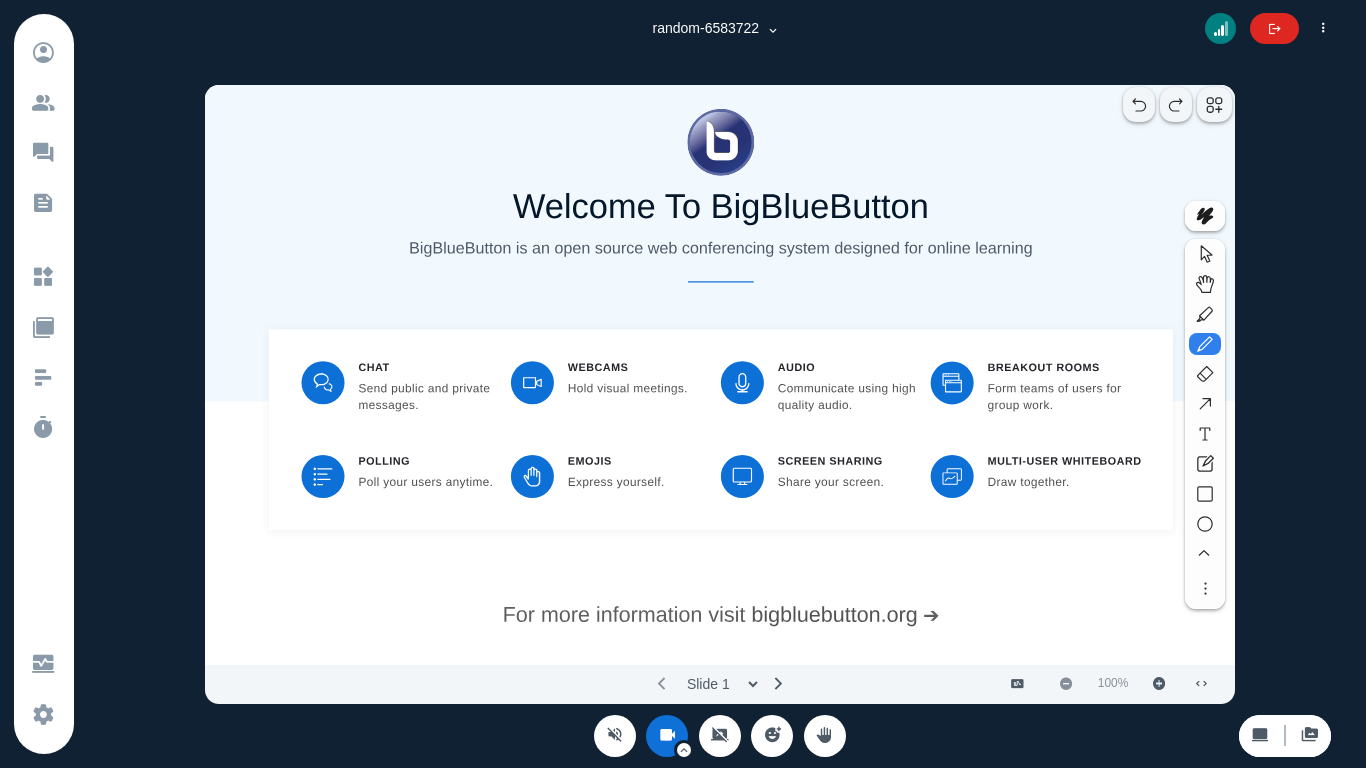 random-6583722
Welcome To BigBlueButton
BigBlueButton is an open source web conferencing system designed for online learning
CHAT
Send public and private
messages.
WEBCAMS
Hold visual meetings.
AUDIO
Communicate using high
quality audio.
BREAKOUT ROOMS
Form teams of users for
group work.
POLLING
Poll your users anytime.
EMOJIS
Express yourself.
SCREEN SHARING
Share your screen.
MULTI-USER WHITEBOARD
Draw together.
For more information visit bigbluebutton.org ➔
Slide 1
100%